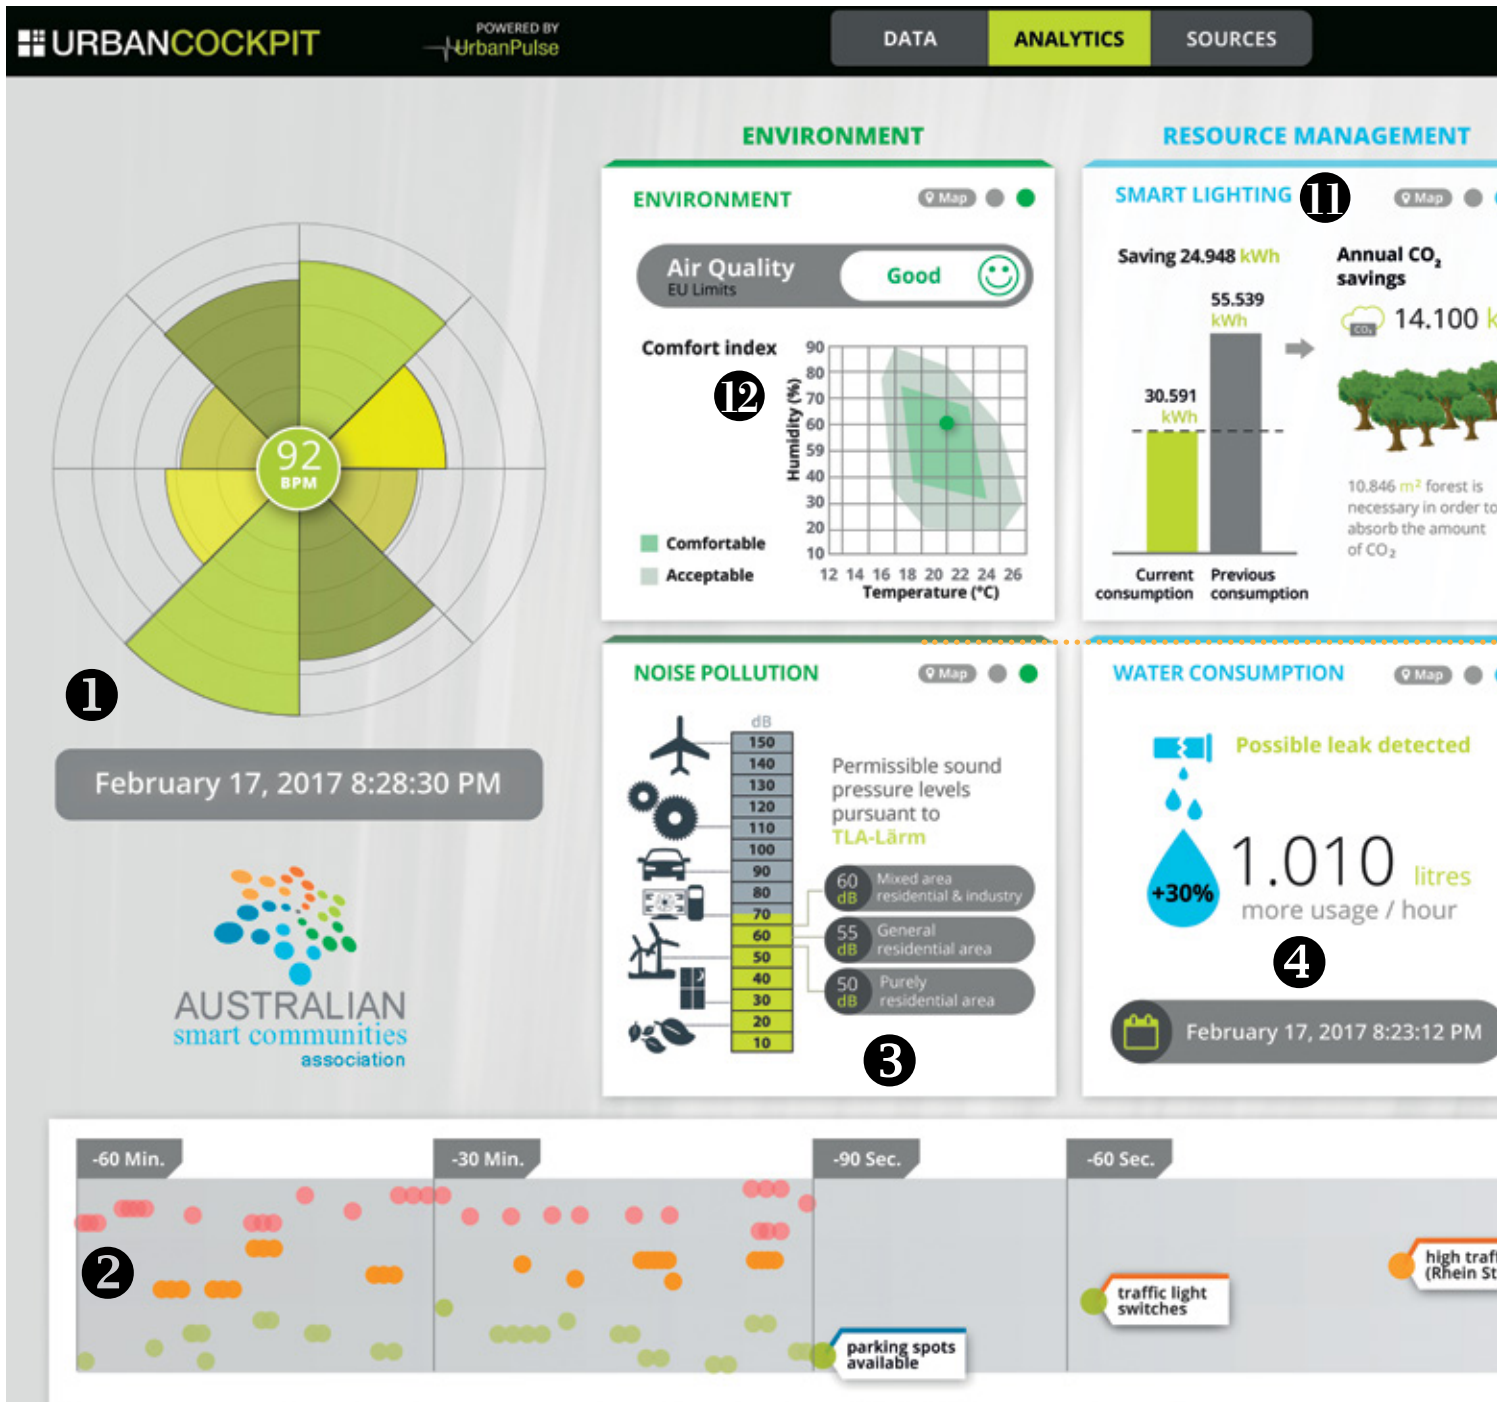 URBANCOCKPIT
POWERED BY
UrbanPulse
DATA
ANALYTICS
SOURCES
ENVIRONMENT
ENVIRONMENT
Map
Air Quality
EU Limits
Good
Comfort index
12
Humidity (%)
90
80
70
60
59
40
30
20
10
12 14 16 18 20 22 24 26
Temperature (°C)
Comfortable
Acceptable
RESOURCE MANAGEMENT
SMART LIGHTING
11
Map
Saving 24.948 kWh
55.539
kWh
30.591
kWh
Current
consumption
Previous
consumption
Annual CO₂
savings
CO₂
14.100 k
10.846 m² forest is
necessary in order to
absorb the amount
of CO₂
92
BPM
1
February 17, 2017 8:28:30 PM
AUSTRALIAN
smart communities
association
NOISE POLLUTION
Map
dB
150
140
130
120
110
100
90
80
70
60
50
40
30
20
10
Permissible sound
pressure levels
pursuant to
TLA-Lärm
60
dB
Mixed area
residential & industry
55
dB
General
residential area
50
dB
Purely
residential area
3
WATER CONSUMPTION
Map
Possible leak detected
+30%
1.010 litres
more usage / hour
4
February 17, 2017 8:23:12 PM
-60 Min.
-30 Min.
-90 Sec.
-60 Sec.
2
parking spots
available
traffic light
switches
high traf
(Rhein St